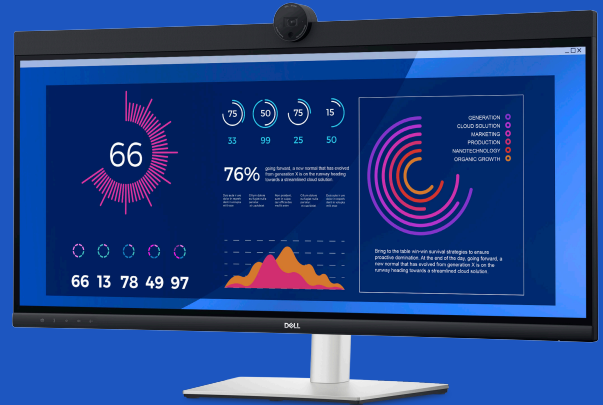 66
75
50
75
15
33
99
25
50
76%
going forward, a new normal that has evolved
from generation X is on the runway heading
towards a streamlined cloud solution
66 13 78 49 97
GENERATION
CLOUD SOLUTION
MARKETING
PRODUCTION
NANOTECHNOLOGY
ORGANIC GROWTH
Bring to the table win-win survival strategies to ensure
proactive domination. At the end of the day, going forward, a
new normal that has evolved from generation X is on the
runway heading towards a streamlined cloud solution
DELL